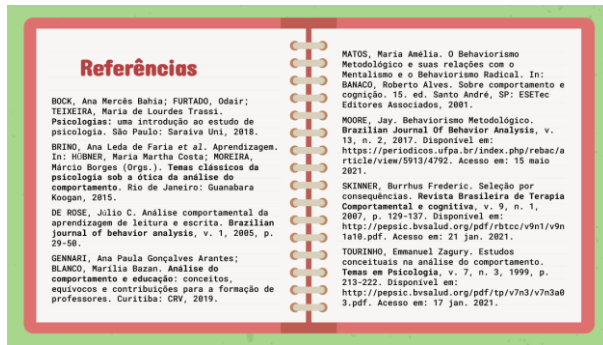 Referências
BOCK, Ana Mercês Bahia; FURTADO, Odair;
TEIXEIRA, Maria de Lourdes Trassi.
Psicologias: uma introdução ao estudo de
psicologia. São Paulo: Saraiva Uni, 2018.
BRINO, Ana Leda de Faria et al. Aprendizagem.
In: HÜBNER, Maria Martha Costa; MOREIRA,
Márcio Borges (Orgs.). Temas clássicos da
psicologia sob a ótica da análise do
comportamento. Rio de Janeiro: Guanabara
Koogan, 2015.
DE ROSE, Júlio C. Análise comportamental da
aprendizagem de leitura e escrita. Brazilian
journal of behavior analysis, v. 1, 2005, p.
29-50.
GENNARI, Ana Paula Gonçalves Arantes;
BLANCO, Marília Bazan. Análise do
comportamento e educação: conceitos,
equívocos e contribuições para a formação de
professores. Curitiba: CRV, 2019.
MATOS, Maria Amélia. O Behaviorismo
Metodológico e suas relações com o
Mentalismo e o Behaviorismo Radical. In:
BANACO, Roberto Alves. Sobre comportamento e
cognição. 15. ed. Santo André, SP: ESETec
Editores Associados, 2001.
MOORE, Jay. Behaviorismo Metodológico.
Brazilian Journal Of Behavior Analysis, v.
13, n. 2, 2017. Disponível em:
https://periodicos.ufpa.br/index.php/rebac/a
rticle/view/5913/4792. Acesso em: 15 maio
2021.
SKINNER, Burrhus Frederic. Seleção por
consequências. Revista Brasileira de Terapia
Comportamental e cognitiva, v. 9, n. 1,
2007, p. 129-137. Disponível em:
http://pepsic.bvsalud.org/pdf/rbtcc/v9n1/v9n
1a10.pdf. Acesso em: 21 jan. 2021.
TOURINHO, Emmanuel Zagury. Estudos
conceituais na análise do comportamento.
Temas em Psicologia, v. 7, n. 3, 1999, p.
213-222. Disponível em:
http://pepsic.bvsalud.org/pdf/tp/v7n3/v7n3a0
3.pdf. Acesso em: 17 jan. 2021.